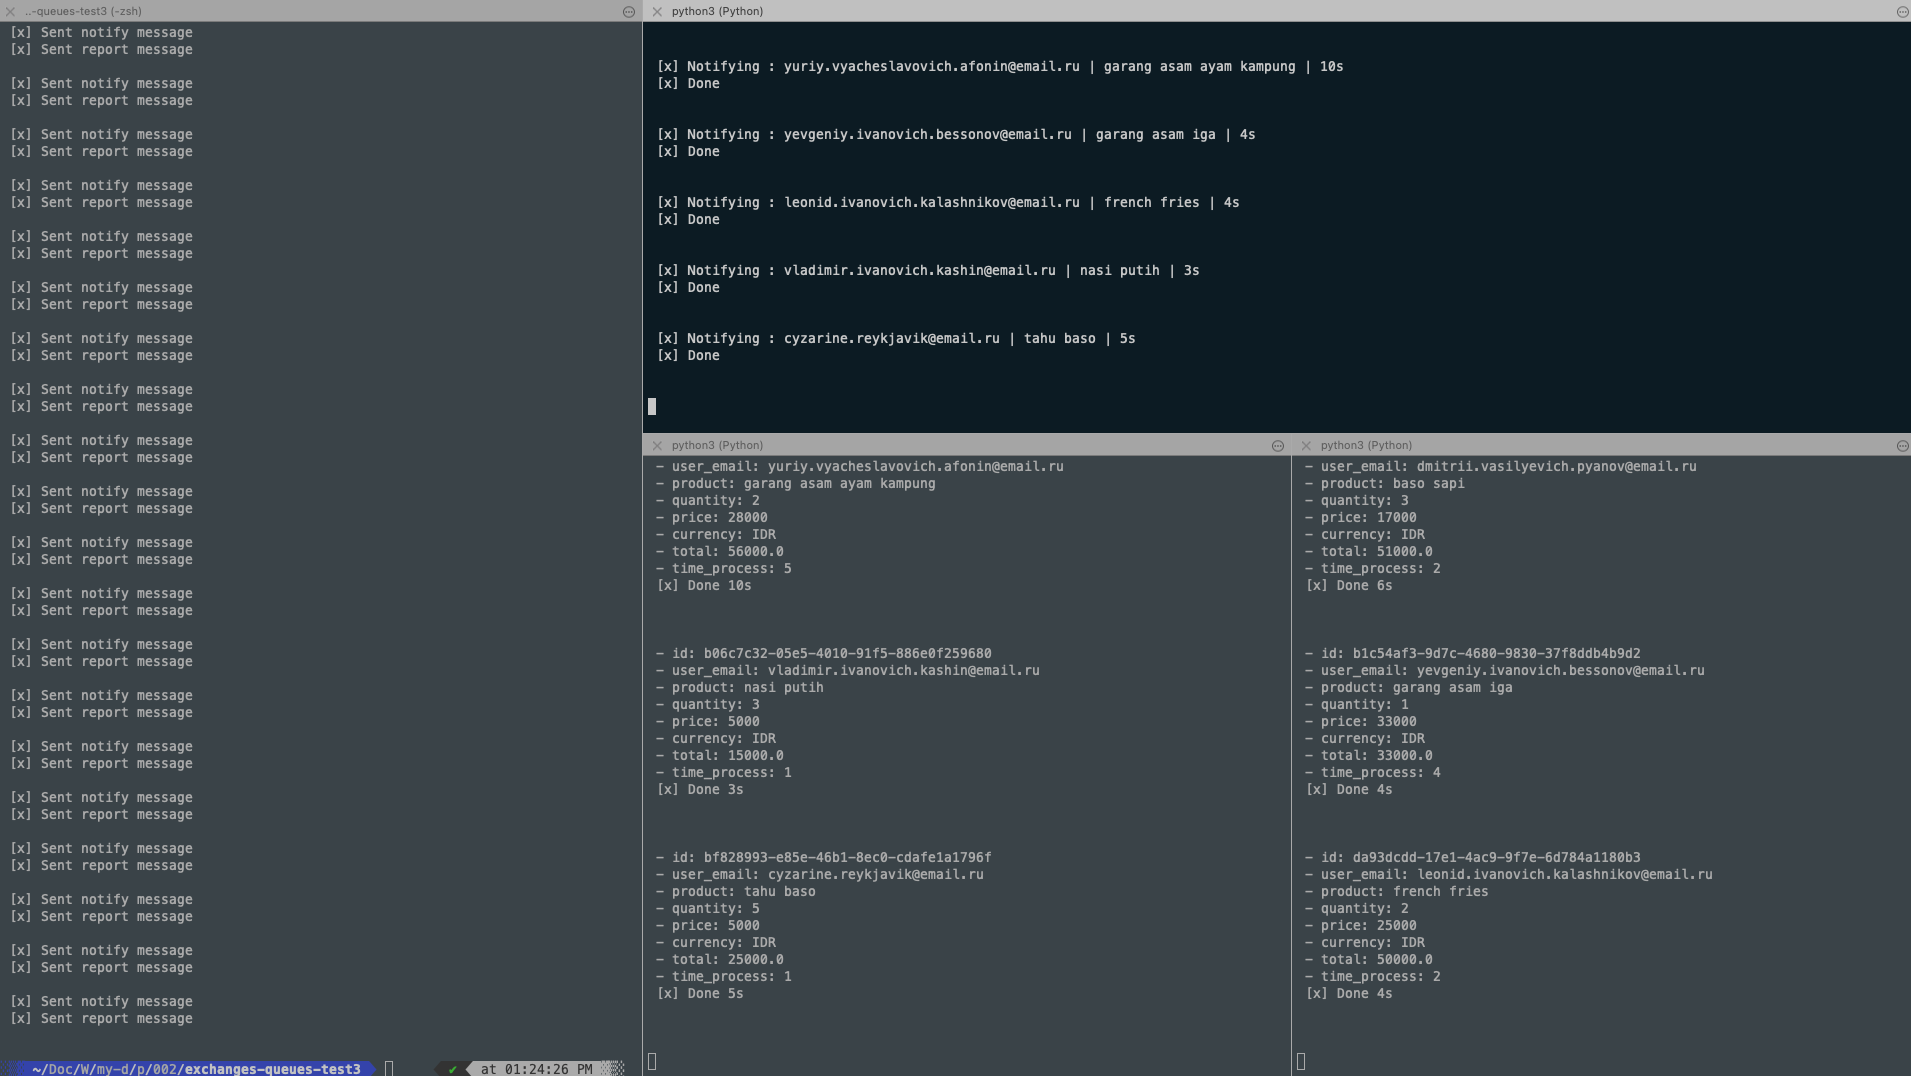 ..-queues-test3 (-zsh)
[x] Sent notify message
[x] Sent report message
[x] Sent notify message
[x] Sent report message
[x] Sent notify message
[x] Sent report message
[x] Sent notify message
[x] Sent report message
[x] Sent notify message
[x] Sent report message
[x] Sent notify message
[x] Sent report message
[x] Sent notify message
[x] Sent report message
[x] Sent notify message
[x] Sent report message
[x] Sent notify message
[x] Sent report message
[x] Sent notify message
[x] Sent report message
[x] Sent notify message
[x] Sent report message
[x] Sent notify message
[x] Sent report message
[x] Sent notify message
[x] Sent report message
[x] Sent notify message
[x] Sent report message
[x] Sent notify message
[x] Sent report message
[x] Sent notify message
[x] Sent report message
[x] Sent notify message
[x] Sent report message
[x] Sent notify message
[x] Sent report message
[x] Sent notify message
[x] Sent report message
[x] Sent notify message
[x] Sent report message
~/Doc/W/my-d/p/002/exchanges-queues-test3 ✔ at 01:24:26 PM
python3 (Python)
[x] Notifying : yuriy.vyacheslavovich.afonin@email.ru | garang asam ayam kampung | 10s
[x] Done
[x] Notifying : yevgeniy.ivanovich.bessonov@email.ru | garang asam iga | 4s
[x] Done
[x] Notifying : leonid.ivanovich.kalashnikov@email.ru | french fries | 4s
[x] Done
[x] Notifying : vladimir.ivanovich.kashin@email.ru | nasi putih | 3s
[x] Done
[x] Notifying : cyzarine.reykjavik@email.ru | tahu baso | 5s
[x] Done
python3 (Python)
- user_email: yuriy.vyacheslavovich.afonin@email.ru
- product: garang asam ayam kampung
- quantity: 2
- price: 28000
- currency: IDR
- total: 56000.0
- time_process: 5
[x] Done 10s
- id: b06c7c32-05e5-4010-91f5-886e0f259680
- user_email: vladimir.ivanovich.kashin@email.ru
- product: nasi putih
- quantity: 3
- price: 5000
- currency: IDR
- total: 15000.0
- time_process: 1
[x] Done 3s
- id: bf828993-e85e-46b1-8ec0-cdafe1a1796f
- user_email: cyzarine.reykjavik@email.ru
- product: tahu baso
- quantity: 5
- price: 5000
- currency: IDR
- total: 25000.0
- time_process: 1
[x] Done 5s
python3 (Python)
- user_email: dmitrii.vasilyevich.pyanov@email.ru
- product: baso sapi
- quantity: 3
- price: 17000
- currency: IDR
- total: 51000.0
- time_process: 2
[x] Done 6s
- id: b1c54af3-9d7c-4680-9830-37f8ddb4b9d2
- user_email: yevgeniy.ivanovich.bessonov@email.ru
- product: garang asam iga
- quantity: 1
- price: 33000
- currency: IDR
- total: 33000.0
- time_process: 4
[x] Done 4s
- id: da93dcdd-17e1-4ac9-9f7e-6d784a1180b3
- user_email: leonid.ivanovich.kalashnikov@email.ru
- product: french fries
- quantity: 2
- price: 25000
- currency: IDR
- total: 50000.0
- time_process: 2
[x] Done 4s